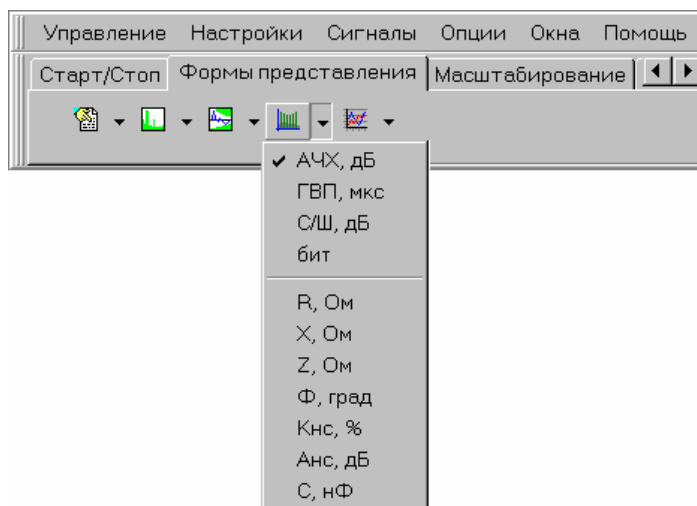 Управление Настройки Сигналы Опции Окна Помощь
Старт/Стоп Формы представления Масштабирование
АЧХ, дБ
ГВП, мкс
С/Ш, дБ
бит
R, Ом
X, Ом
Z, Ом
Ф, град
Кнс, %
Анс, дБ
С, нФ